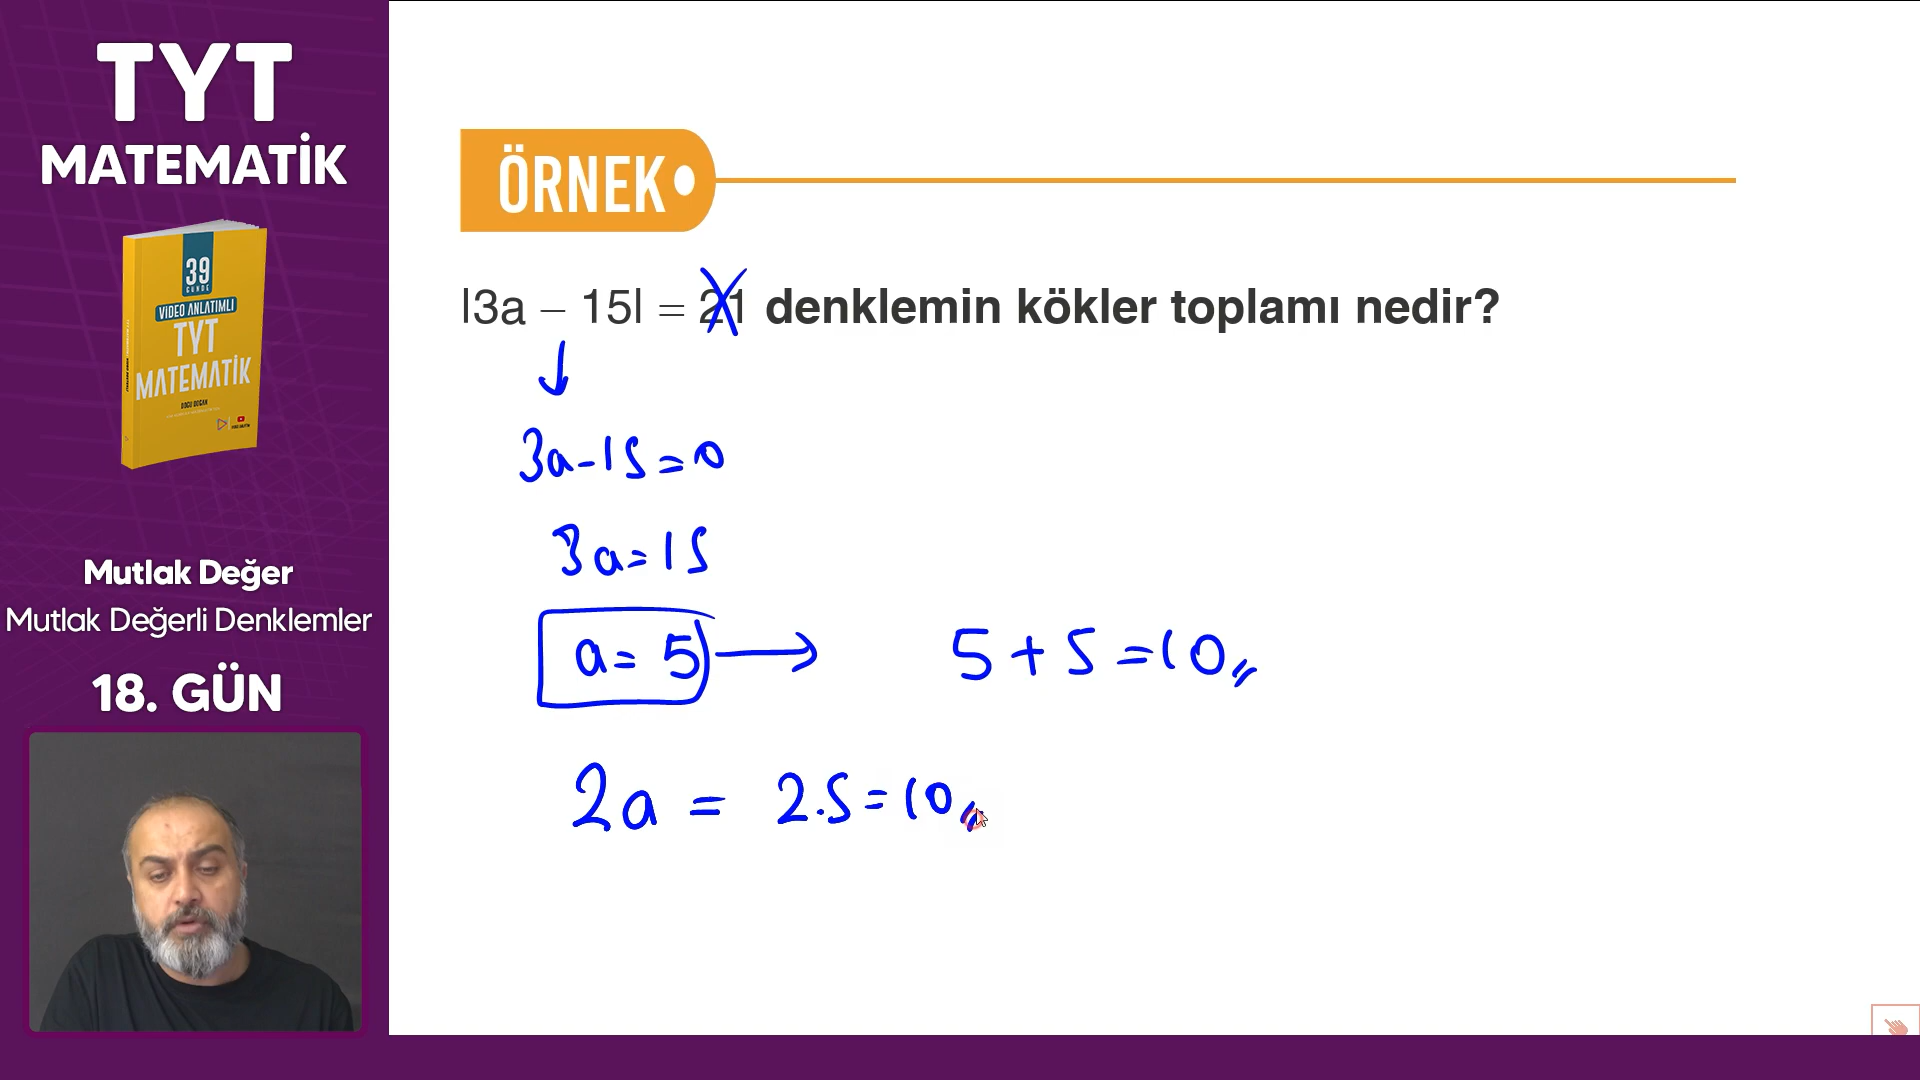 TYT
MATEMATİK
39
GÜNDE
VIDEO ANLATIMLI
TYT
MATEMATİK
Mutlak Değer
Mutlak Değerli Denklemler
18. GÜN
ÖRNEK
|3a – 15| = 21 denklemin kökler toplamı nedir?
3a-15=0
3a=15
a= 5
5+5=10
2a = 2.5=10